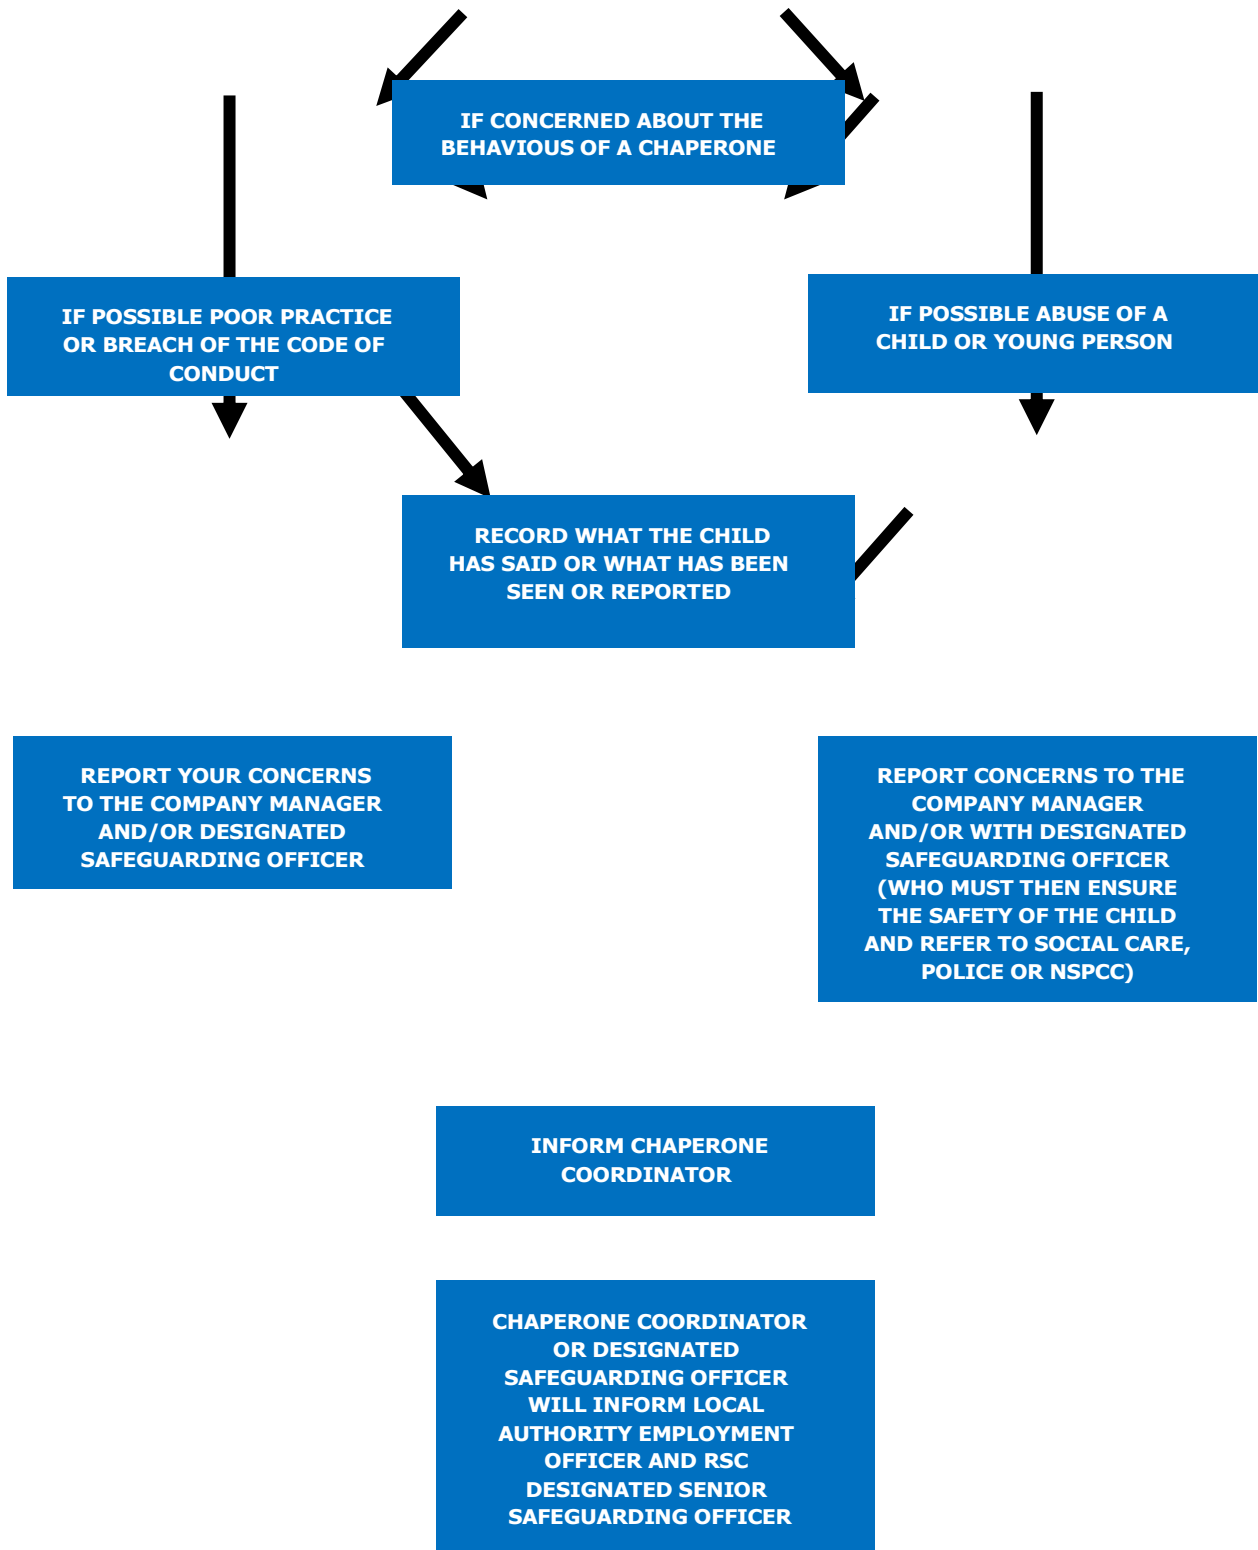 IF CONCERNED ABOUT THE
BEHAVIOUS OF A CHAPERONE
IF POSSIBLE POOR PRACTICE
OR BREACH OF THE CODE OF
CONDUCT
IF POSSIBLE ABUSE OF A
CHILD OR YOUNG PERSON
RECORD WHAT THE CHILD
HAS SAID OR WHAT HAS BEEN
SEEN OR REPORTED
REPORT YOUR CONCERNS
TO THE COMPANY MANAGER
AND/OR DESIGNATED
SAFEGUARDING OFFICER
REPORT CONCERNS TO THE
COMPANY MANAGER
AND/OR WITH DESIGNATED
SAFEGUARDING OFFICER
(WHO MUST THEN ENSURE
THE SAFETY OF THE CHILD
AND REFER TO SOCIAL CARE,
POLICE OR NSPCC)
INFORM CHAPERONE
COORDINATOR
CHAPERONE COORDINATOR
OR DESIGNATED
SAFEGUARDING OFFICER
WILL INFORM LOCAL
AUTHORITY EMPLOYMENT
OFFICER AND RSC
DESIGNATED SENIOR
SAFEGUARDING OFFICER